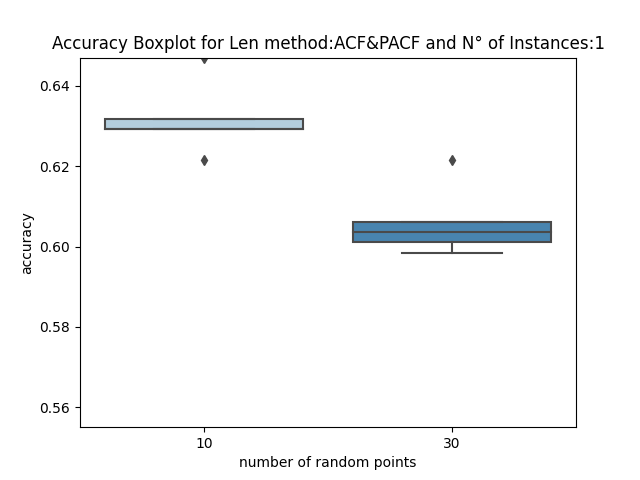 Accuracy Boxplot for Len method:ACF&PACF and N° of Instances:1
0.64
0.62
0.60
0.58
0.56
accuracy
10
30
number of random points